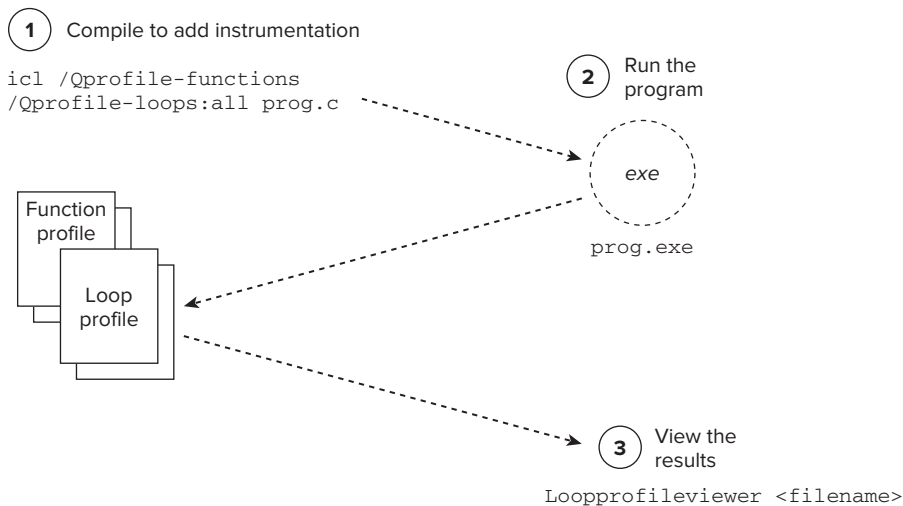 1 Compile to add instrumentation
icl /Qprofile-functions
/Qprofile-loops:all prog.c
2 Run the
program
exe
prog.exe
Function
profile
Loop
profile
3 View the
results
Loopprofileviewer <filename>